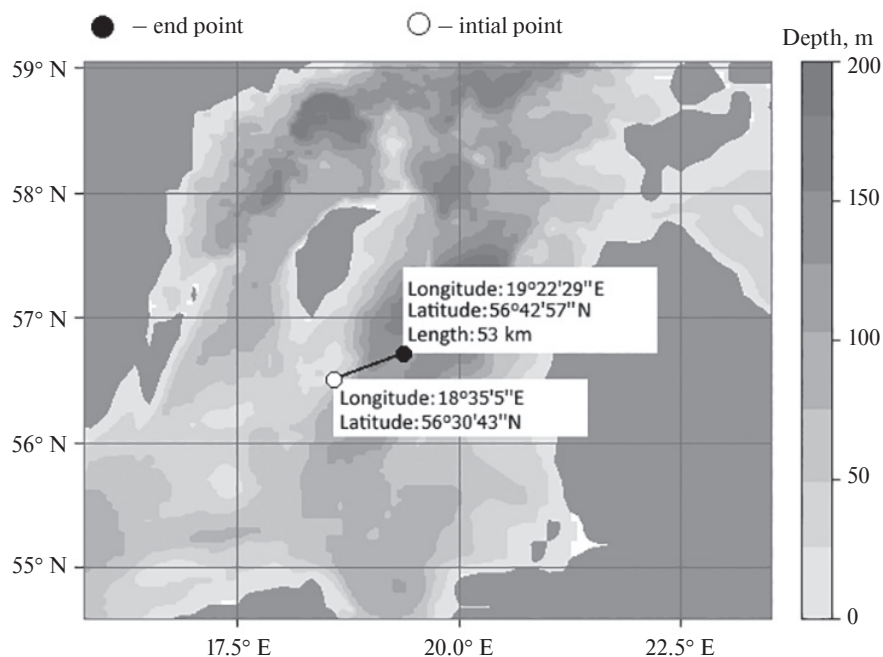 – end point
– intial point
Depth, m
59° N
58° N
57° N
56° N
55° N
17.5° E
20.0° E
22.5° E
200
150
100
50
0
Longitude:19°22'29"E
Latitude:56°42'57"N
Length:53 km
Longitude:18°35'5"E
Latitude:56°30'43"N